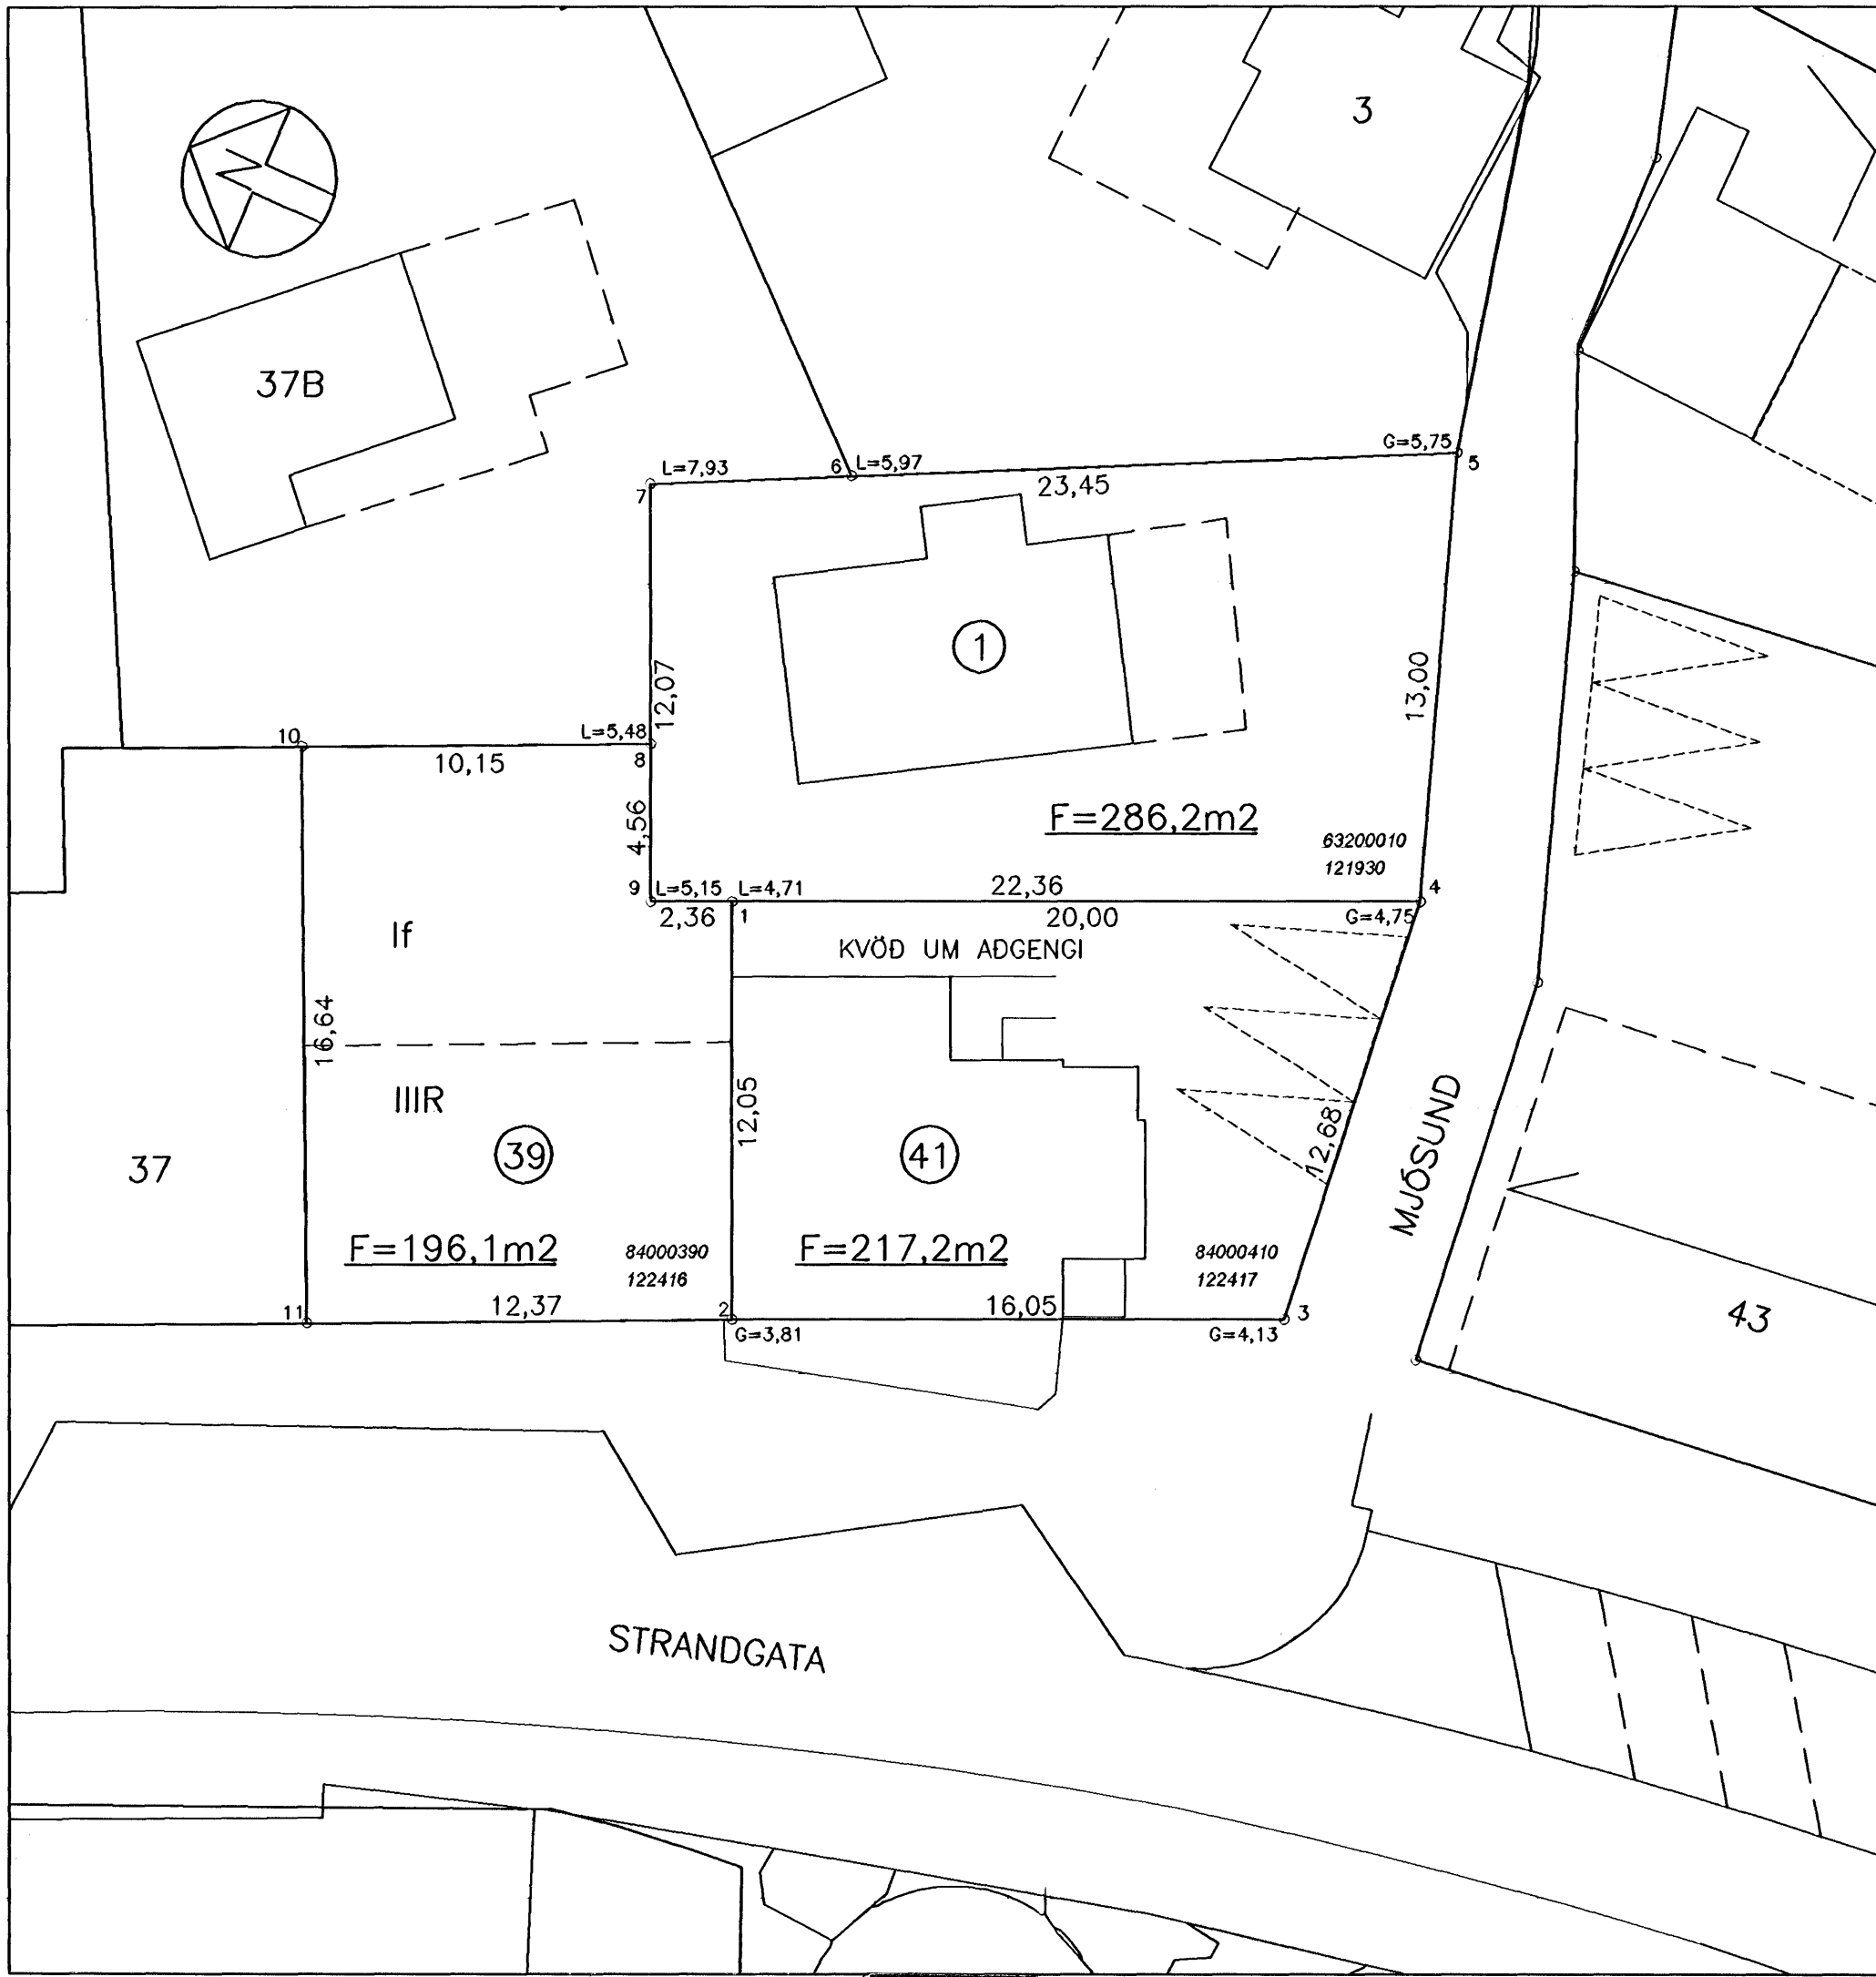 3
37B
G=5,75
L=7,93
6
L=5,97
5
7
23,45
1
12,07
13,00
10
L=5,48
8
10,15
4,56
F=286,2m2
63200010
121930
9
L=5,15
L=4,71
22,36
4
2,36
1
20,00
G=4,75
If
KVÖÐ UM AÐGENGI
16,64
IIIR
12,05
12,68
MJÓSUND
37
39
41
F=196,1m2
84000390
122416
F=217,2m2
84000410
122417
11
12,37
2
16,05
3
G=3,81
G=4,13
43
STRANDGATA